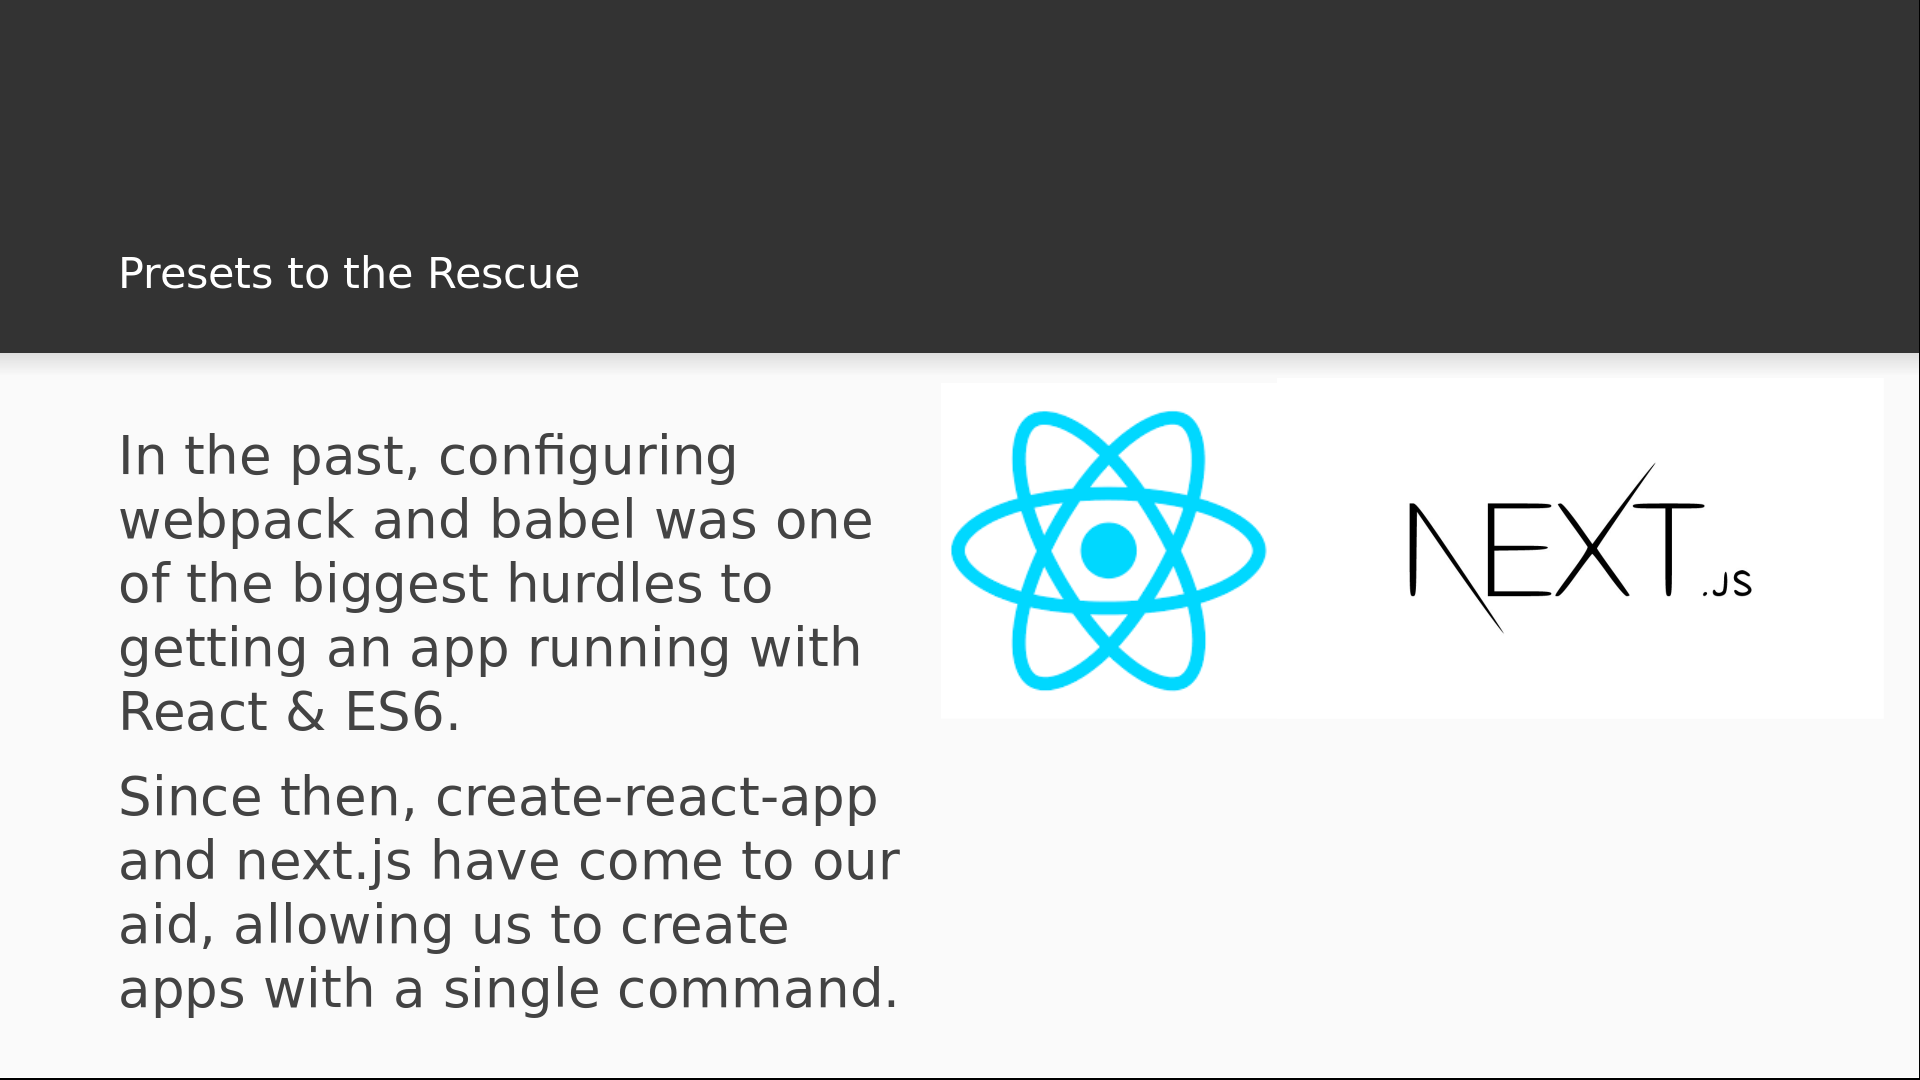 Presets to the Rescue
In the past, configuring
webpack and babel was one
of the biggest hurdles to
getting an app running with
React & ES6.
Since then, create-react-app
and next.js have come to our
aid, allowing us to create
apps with a single command.
NEXT.JS